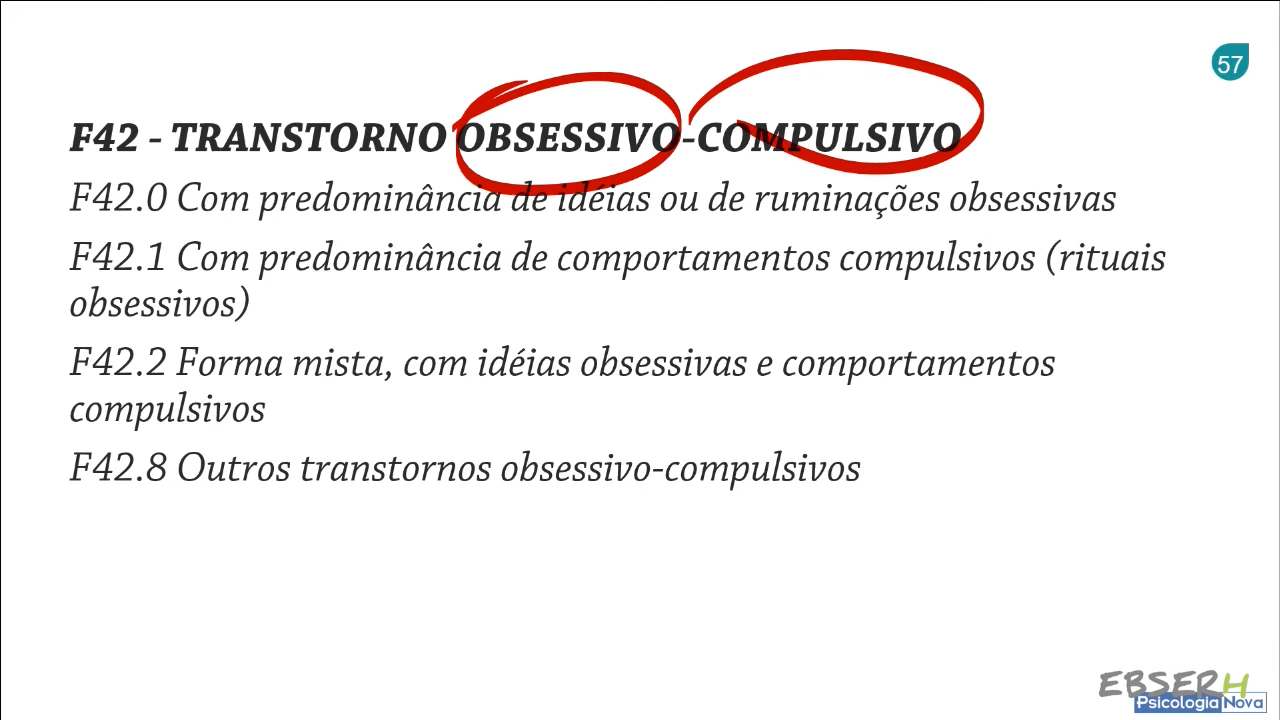 57
F42 - TRANSTORNO OBSESSIVO-COMPULSIVO
F42.0 Com predominância de idéias ou de ruminações obsessivas
F42.1 Com predominância de comportamentos compulsivos (rituais
obsessivos)
F42.2 Forma mista, com idéias obsessivas e comportamentos
compulsivos
F42.8 Outros transtornos obsessivo-compulsivos
EBSERH
Psicologia Nova